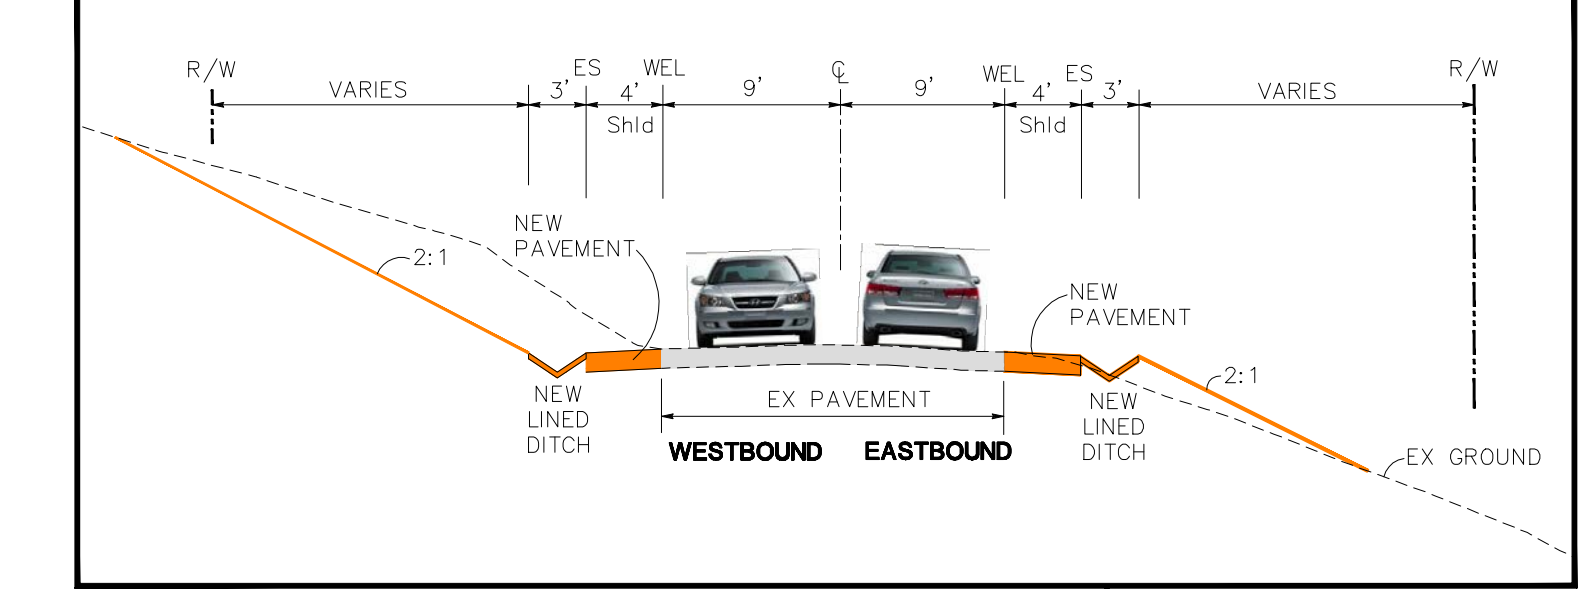 R/W
VARIES
3'
ES
4'
Shld
WEL
9'
℄
9'
WEL
4'
Shld
ES
3'
VARIES
R/W
NEW
PAVEMENT
2:1
NEW
PAVEMENT
2:1
NEW
LINED
DITCH
EX PAVEMENT
NEW
LINED
DITCH
WESTBOUND
EASTBOUND
EX GROUND